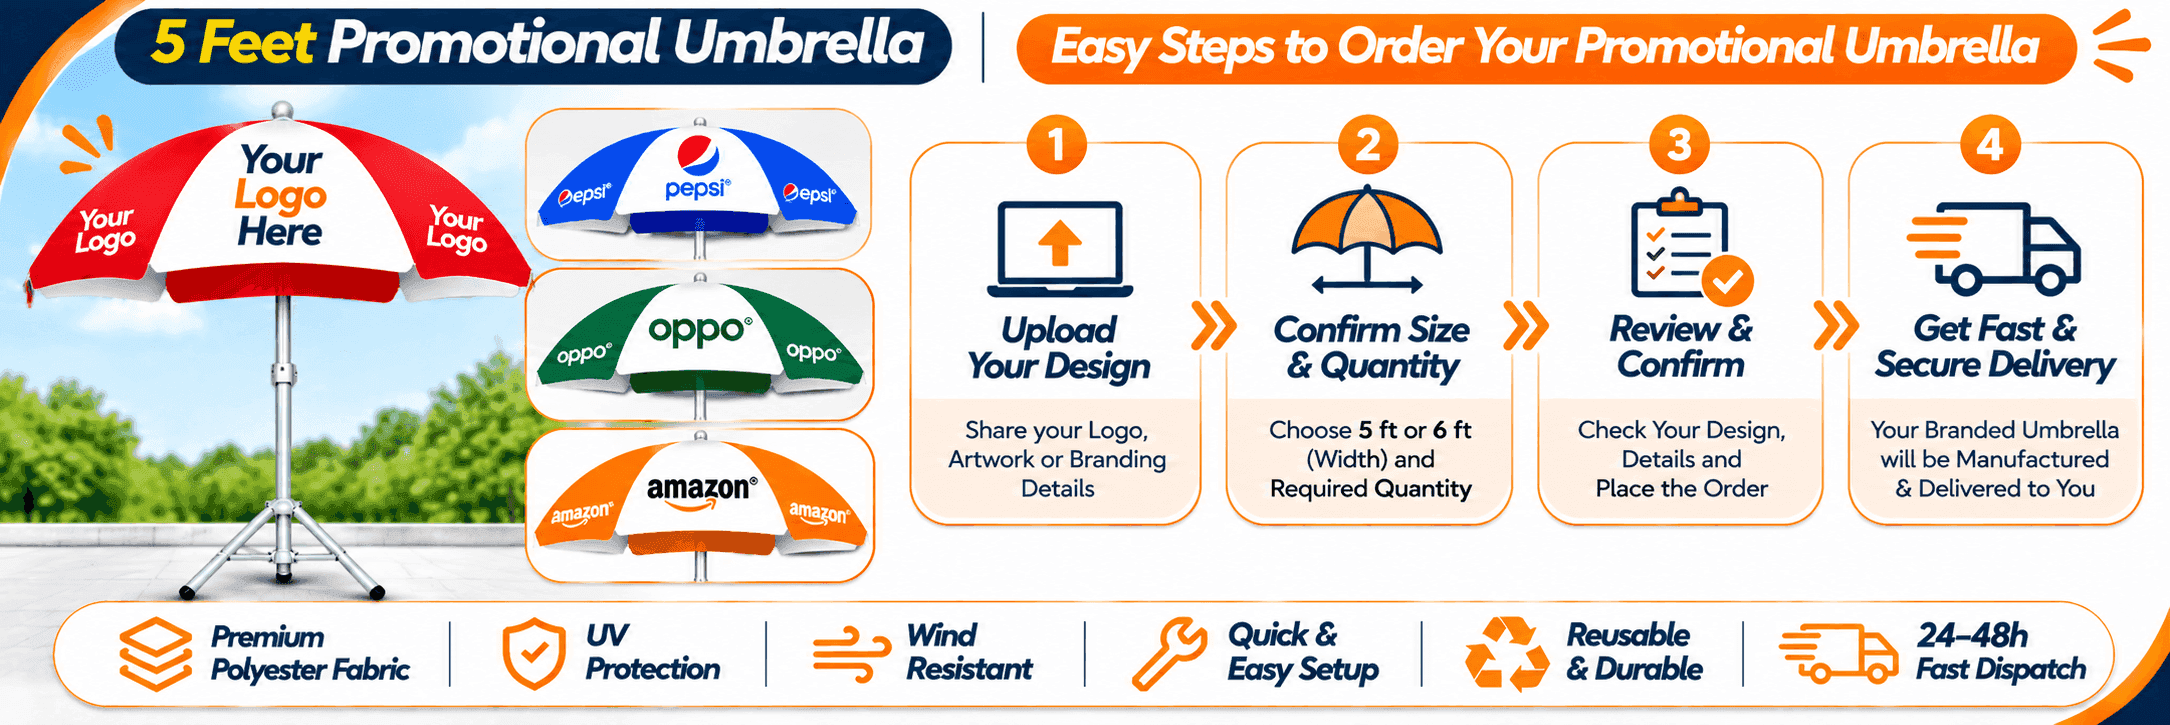 5 Feet Promotional Umbrella
Easy Steps to Order Your Promotional Umbrella
Your
Logo
Here
Your
Logo
Your
Logo
pepsi®
pepsi®
epsi®
oppo®
oppo®
oppo®
amazon®
amazon®
amazon®
1
Upload
Your Design
Share your Logo,
Artwork or Branding
Details
2
Confirm Size
& Quantity
Choose 5 ft or 6 ft
(Width) and
Required Quantity
3
Review &
Confirm
Check Your Design,
Details and
Place the Order
4
Get Fast &
Secure Delivery
Your Branded Umbrella
will be Manufactured
& Delivered to You
Premium
Polyester Fabric
UV
Protection
Wind
Resistant
Quick &
Easy Setup
Reusable
& Durable
24–48h
Fast Dispatch